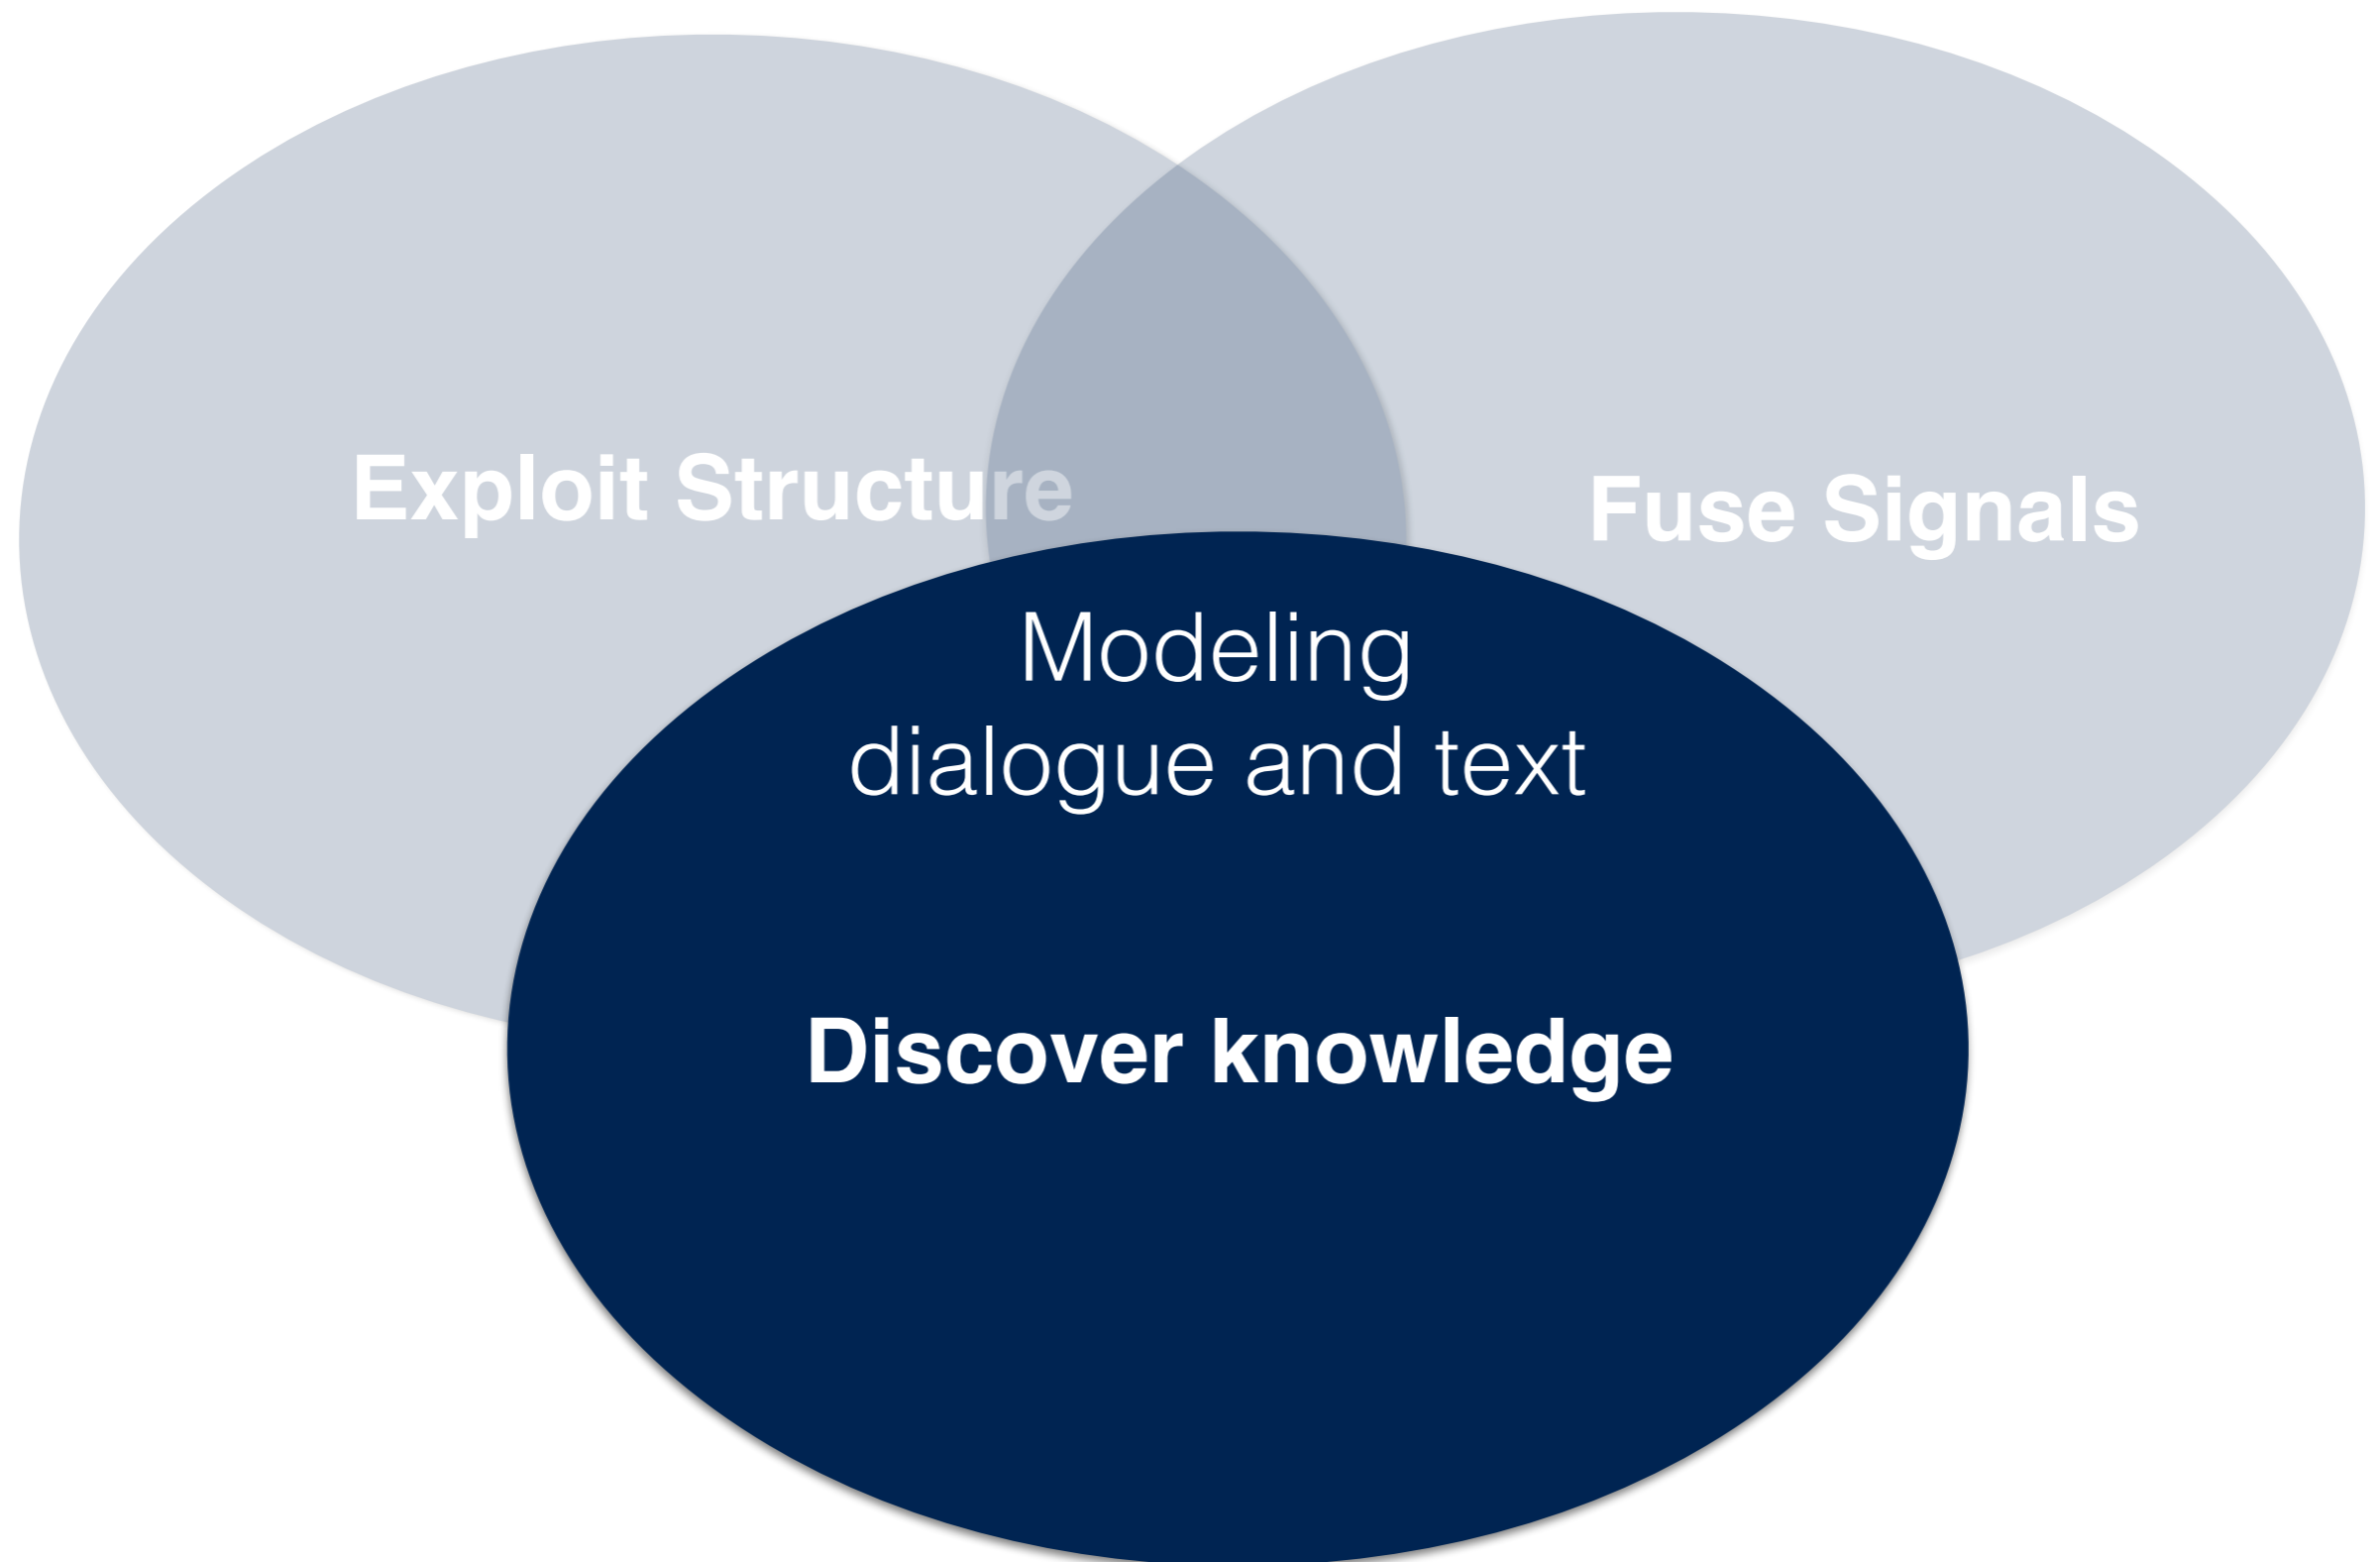 Exploit Structure
Fuse Signals
Modeling
dialogue and text
Discover knowledge